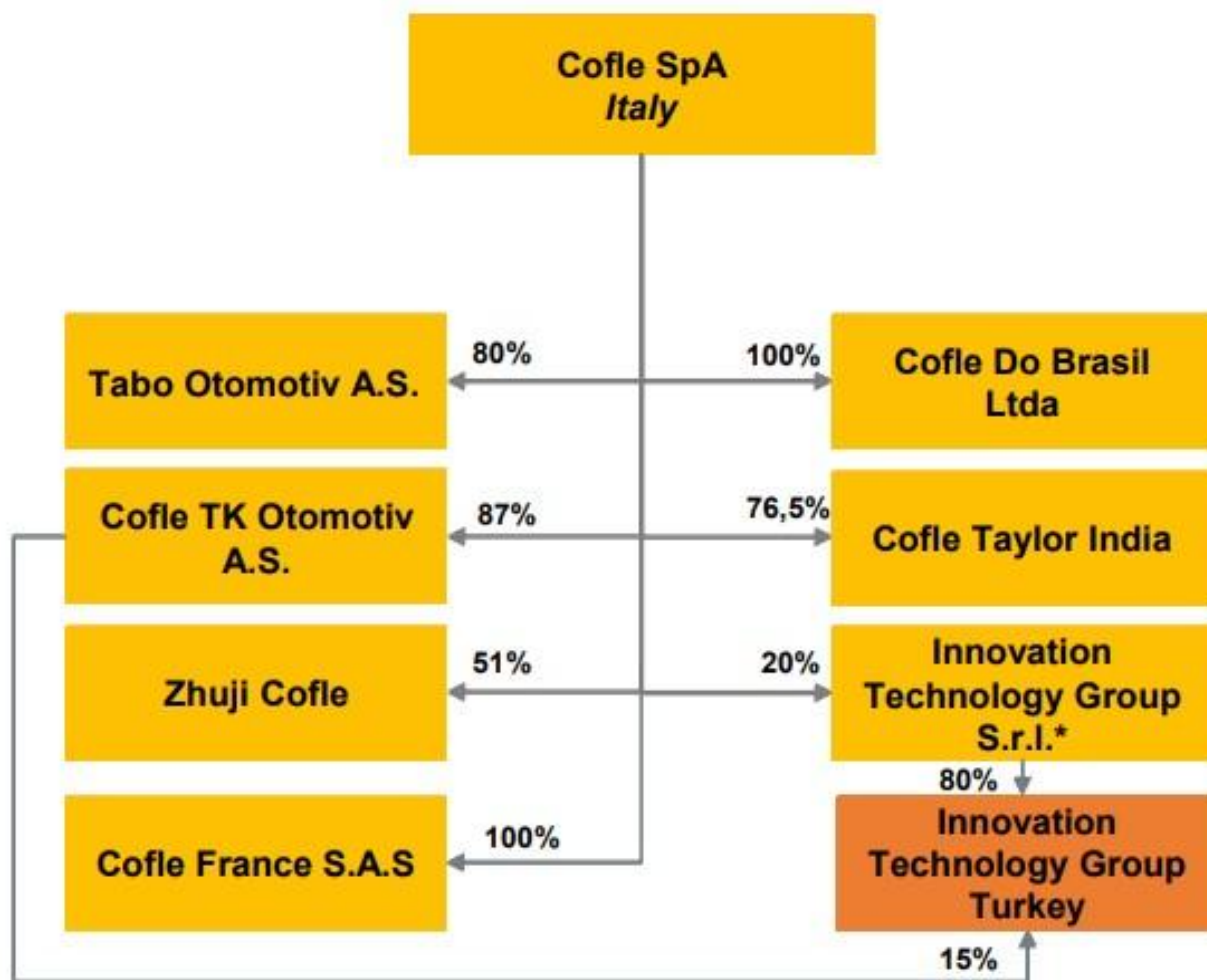 Cofle SpA
Italy
80%
100%
Tabo Otomotiv A.S.
Cofle Do Brasil
Ltda
Cofle TK Otomotiv
A.S.
87%
76,5%
Cofle Taylor India
Zhuji Cofle
51%
20%
Innovation
Technology Group
S.r.l.*
80%
Cofle France S.A.S
100%
Innovation
Technology Group
Turkey
15%